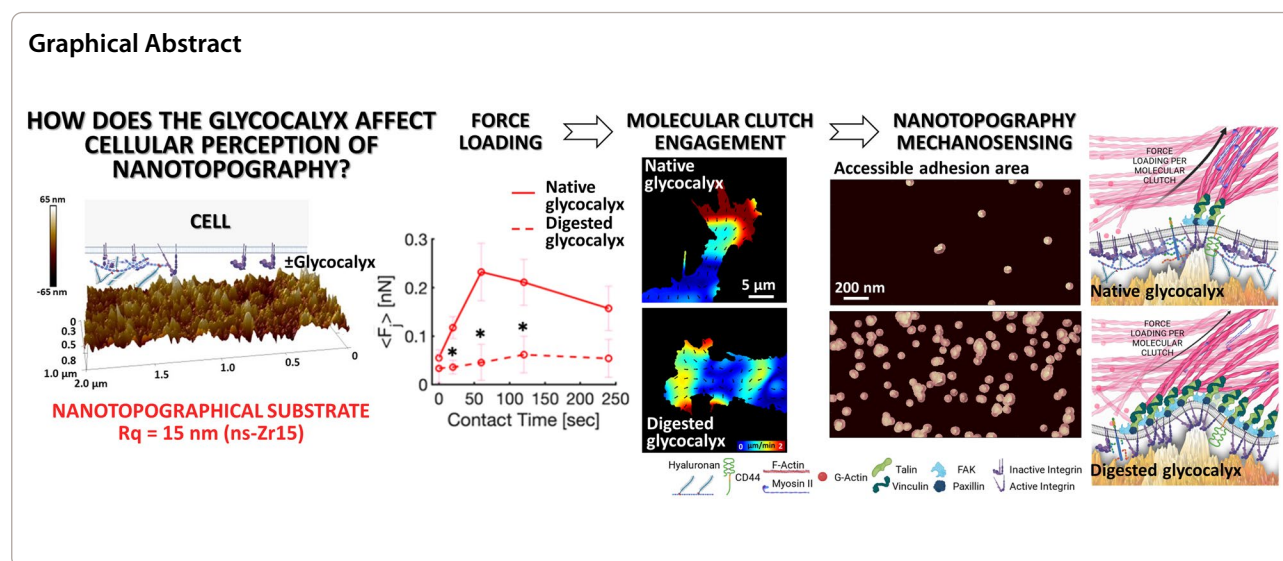 Graphical Abstract
HOW DOES THE GLYCOCALYX AFFECT
CELLULAR PERCEPTION OF
NANOTOPOGRAPHY?
65 nm
-65 nm
CELL
±Glycocalyx
0
0.3
0.5
0.8
1.0 µm
2.0 µm
1.5
1.0
0.5
0
NANOTOPOGRAPHICAL SUBSTRATE
Rq = 15 nm (ns-Zr15)
FORCE
LOADING
Native
glycocalyx
Digested
glycocalyx
<Fj> [nN]
0.3
0.2
0.1
0
*
*
*
0 50 100 150 200 250
Contact Time [sec]
MOLECULAR CLUTCH
ENGAGEMENT
Native
glycocalyx
5 µm
Digested
glycocalyx
0 µm/min 2
NANOTOPOGRAPHY
MECHANOSENSING
Accessible adhesion area
200 nm
FORCE
LOADING PER
MOLECULAR
CLUTCH
Native glycocalyx
FORCE
LOADING PER
MOLECULAR
CLUTCH
Digested glycocalyx
Hyaluronan
CD44
F-Actin
Myosin II
G-Actin
Talin
Vinculin
FAK
Paxillin
Inactive Integrin
Active Integrin